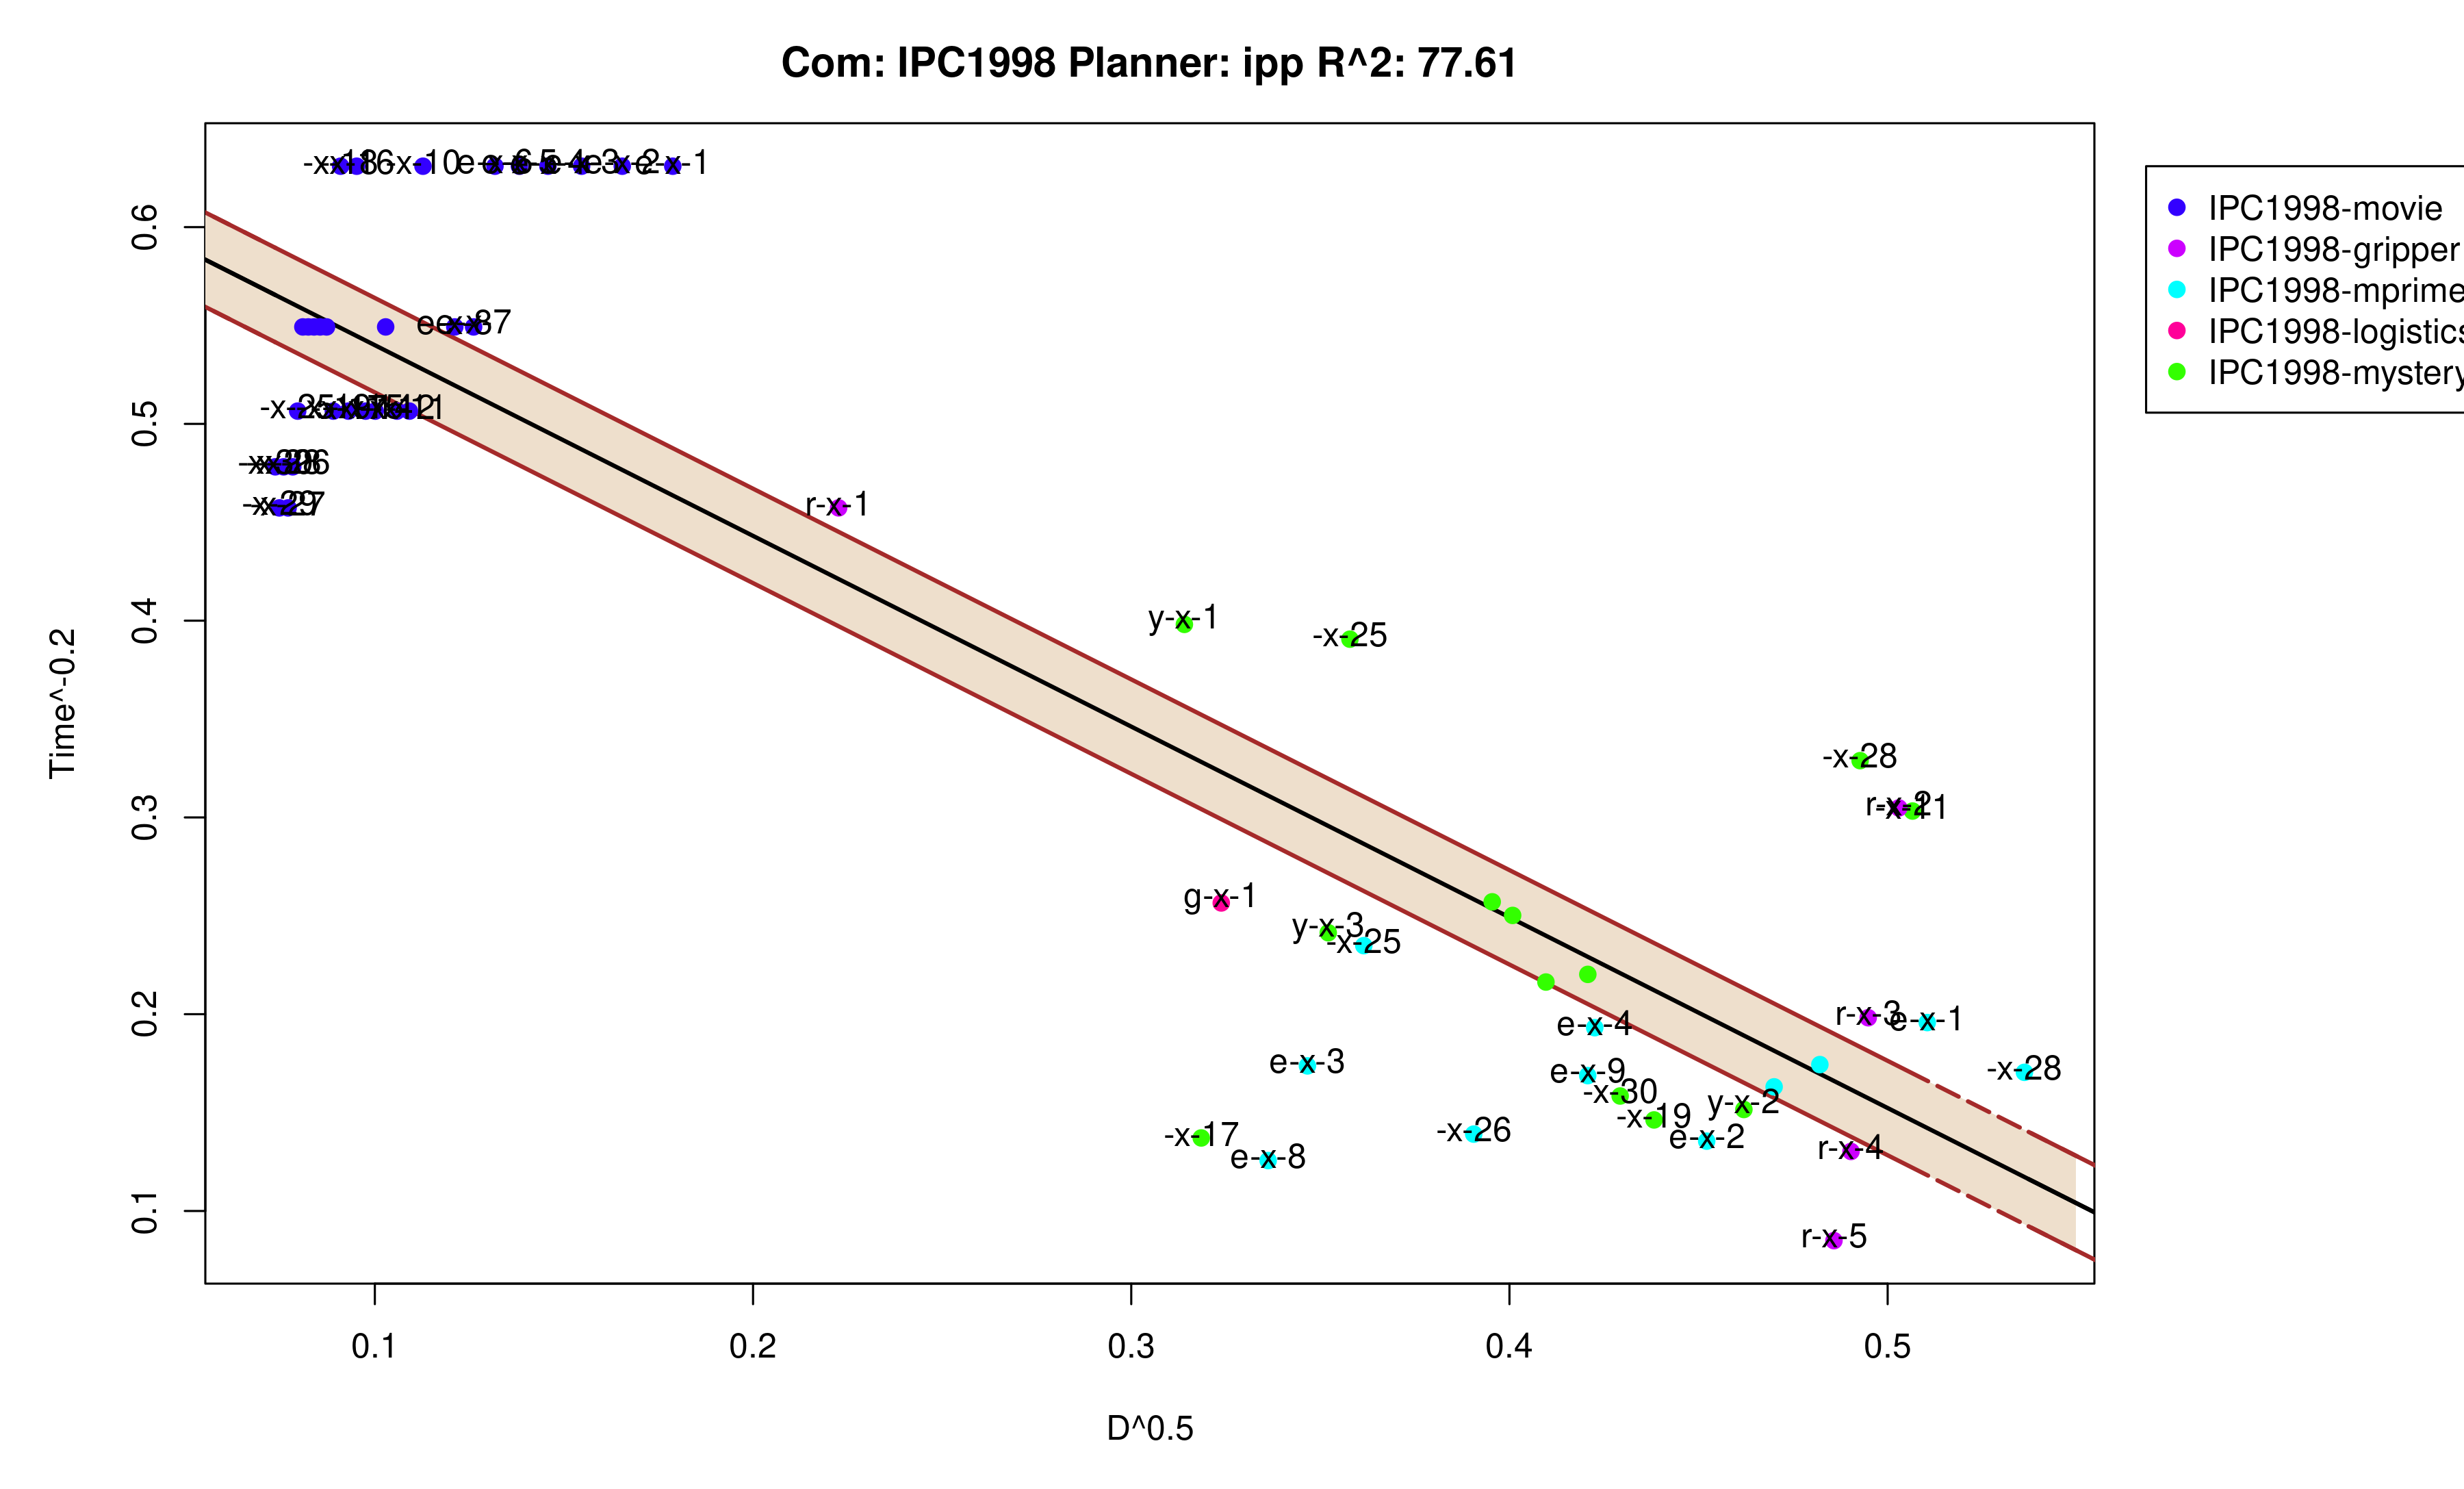 Com: IPC1998 Planner: ipp R^2: 77.61
IPC1998-movie
IPC1998-gripper
IPC1998-mprime
IPC1998-logistics
IPC1998-mystery
Time^-0.2
0.6
0.5
0.4
0.3
0.2
0.1
-x-10
e-x-1
r-x-1
y-x-1
-x-25
-x-28
r-x-2
g-x-1
y-x-3
-x-25
r-x-3
e-x-1
e-x-4
e-x-3
e-x-9
-x-28
-x-30
y-x-2
-x-19
-x-17
-x-26
e-x-2
e-x-8
r-x-4
r-x-5
0.1
0.2
0.3
0.4
0.5
D^0.5